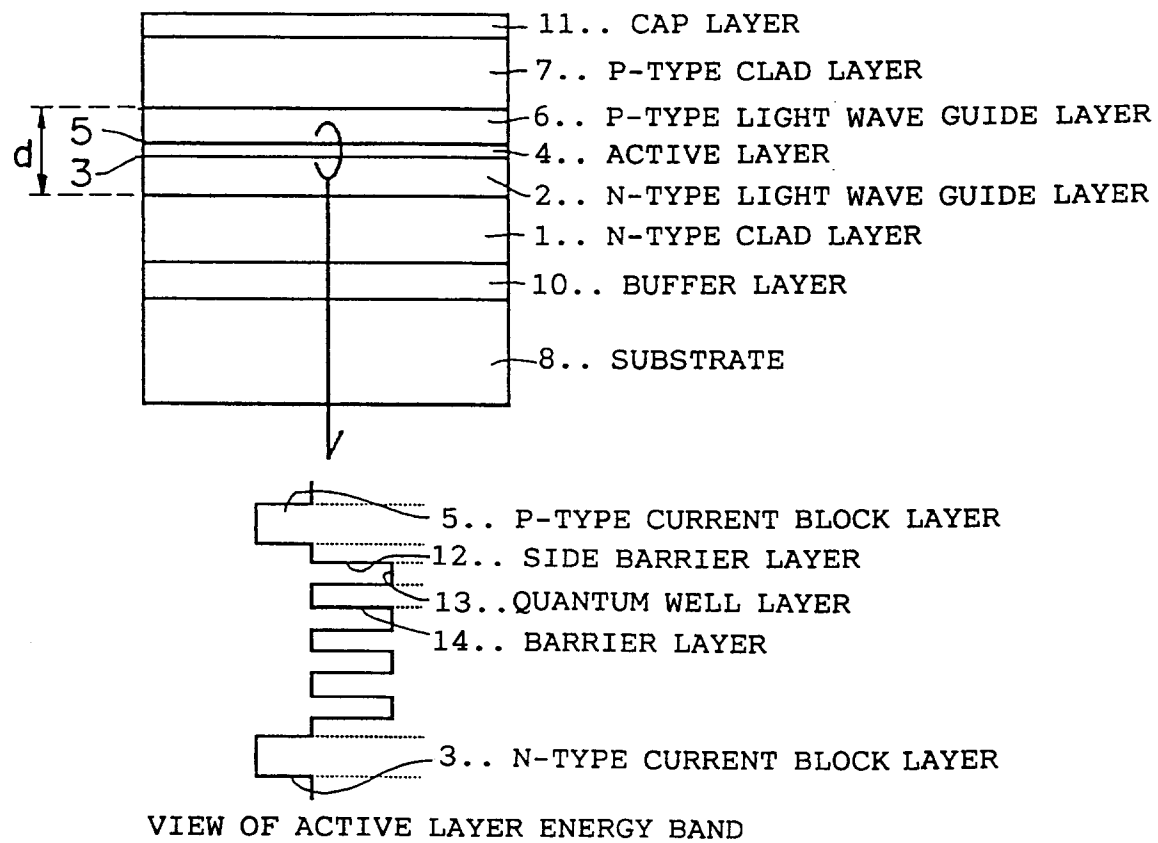 11.. CAP LAYER
7.. P-TYPE CLAD LAYER
6.. P-TYPE LIGHT WAVE GUIDE LAYER
5
4.. ACTIVE LAYER
d
3
2.. N-TYPE LIGHT WAVE GUIDE LAYER
1.. N-TYPE CLAD LAYER
10.. BUFFER LAYER
8.. SUBSTRATE
5.. P-TYPE CURRENT BLOCK LAYER
12.. SIDE BARRIER LAYER
13..QUANTUM WELL LAYER
14.. BARRIER LAYER
3.. N-TYPE CURRENT BLOCK LAYER
VIEW OF ACTIVE LAYER ENERGY BAND